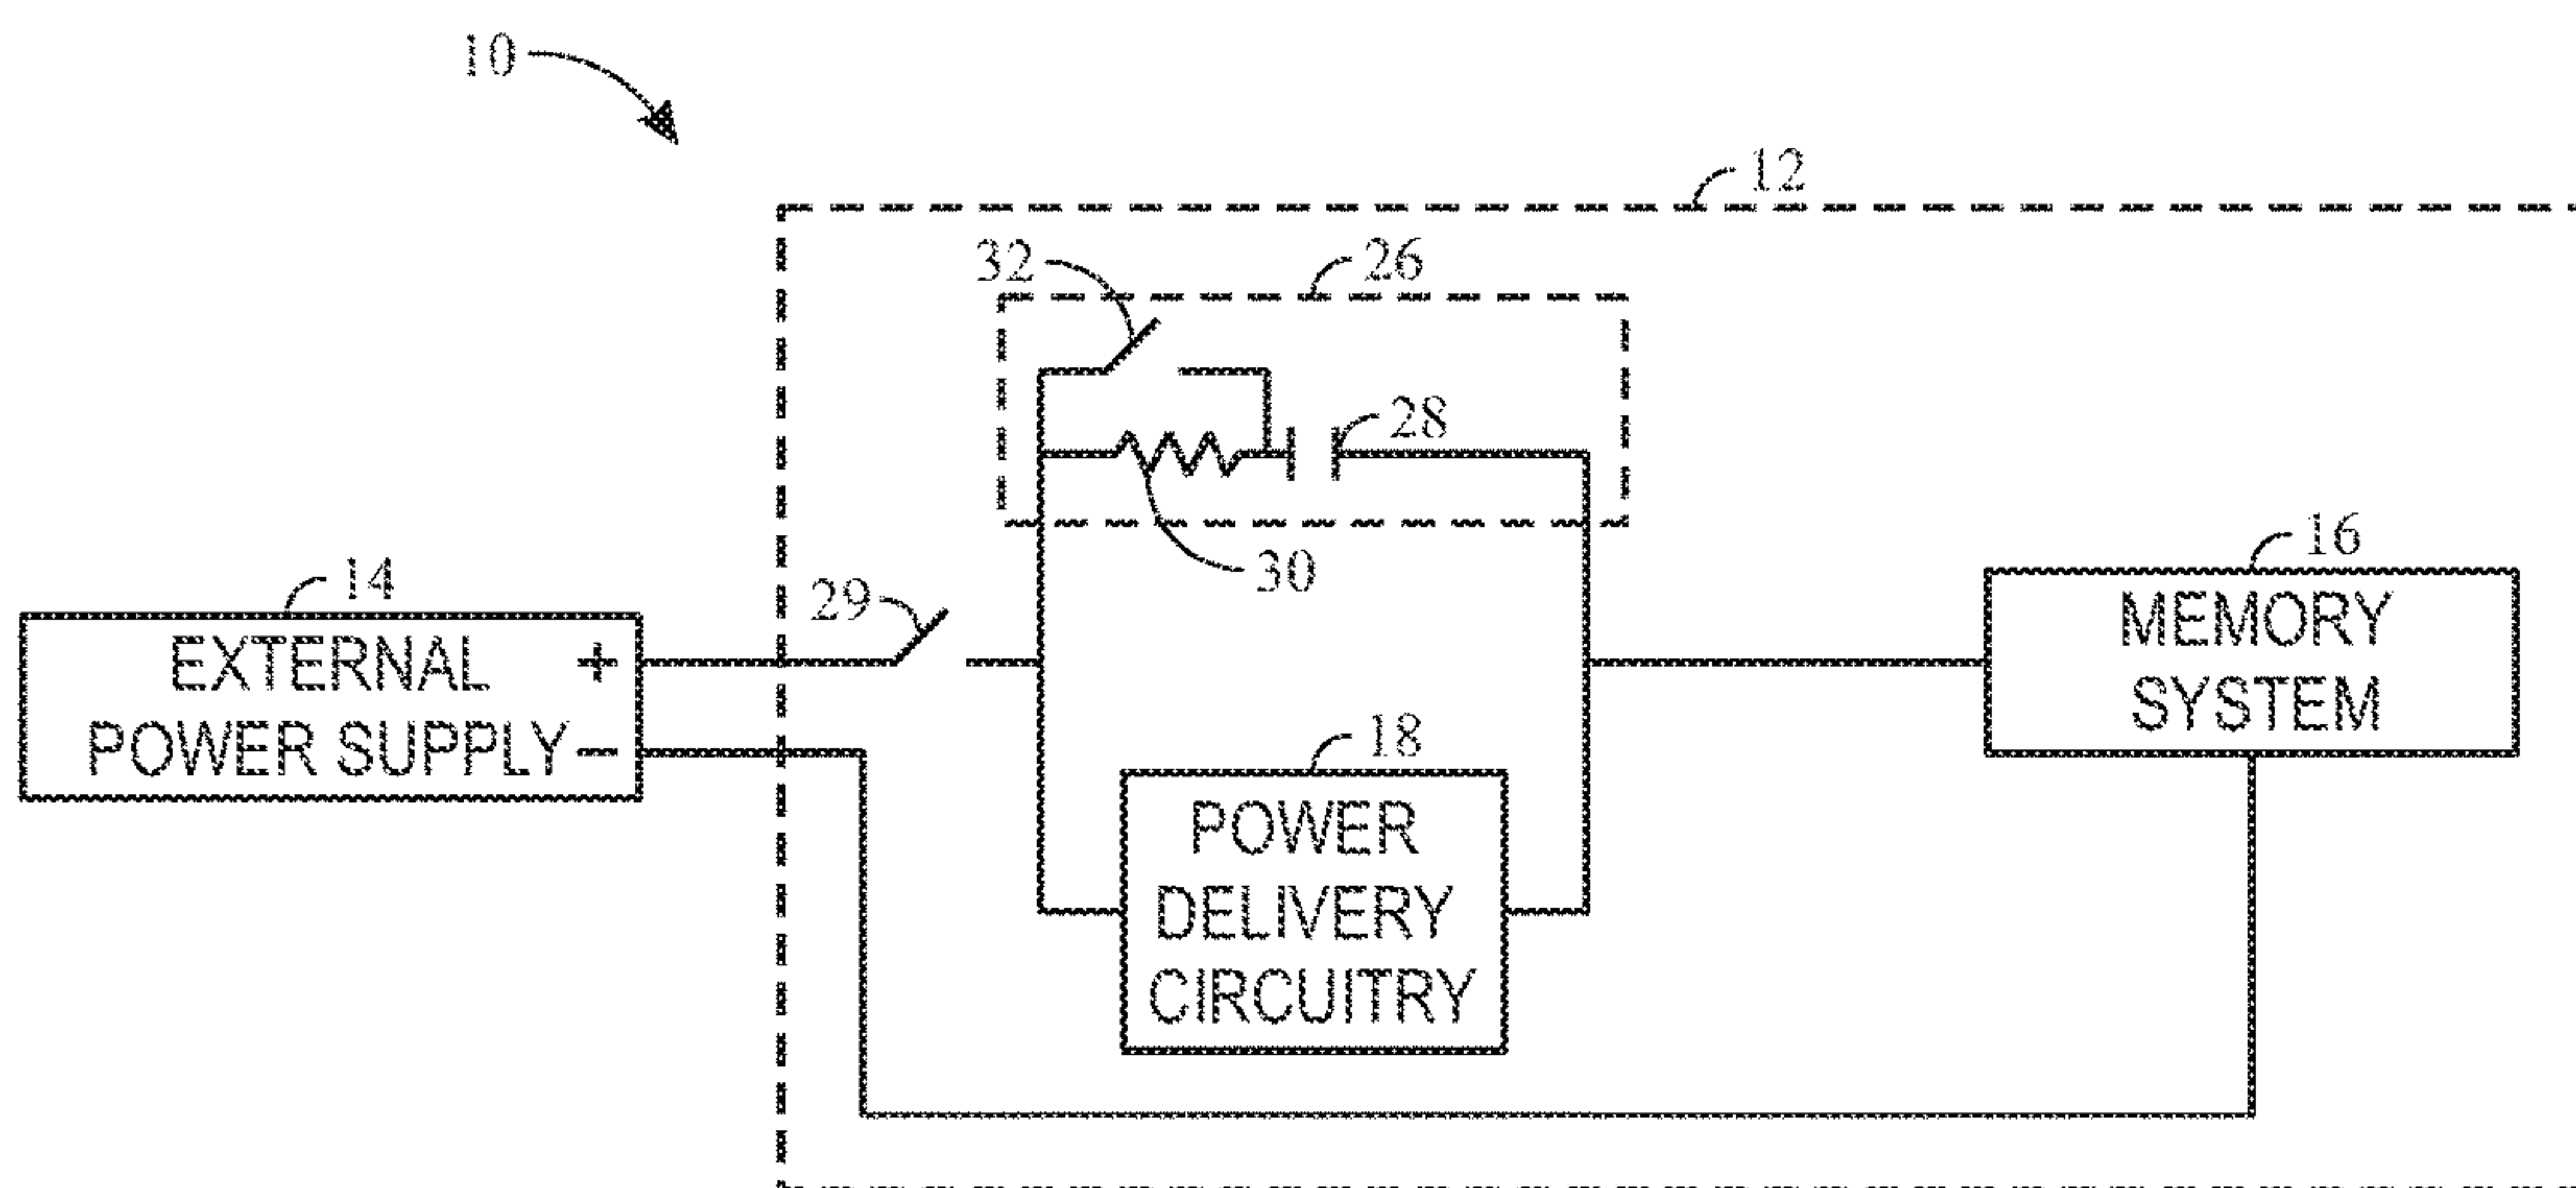 10
12
32
26
28
30
29
14
EXTERNAL +
POWER SUPPLY −
16
MEMORY
SYSTEM
18
POWER
DELIVERY
CIRCUITRY